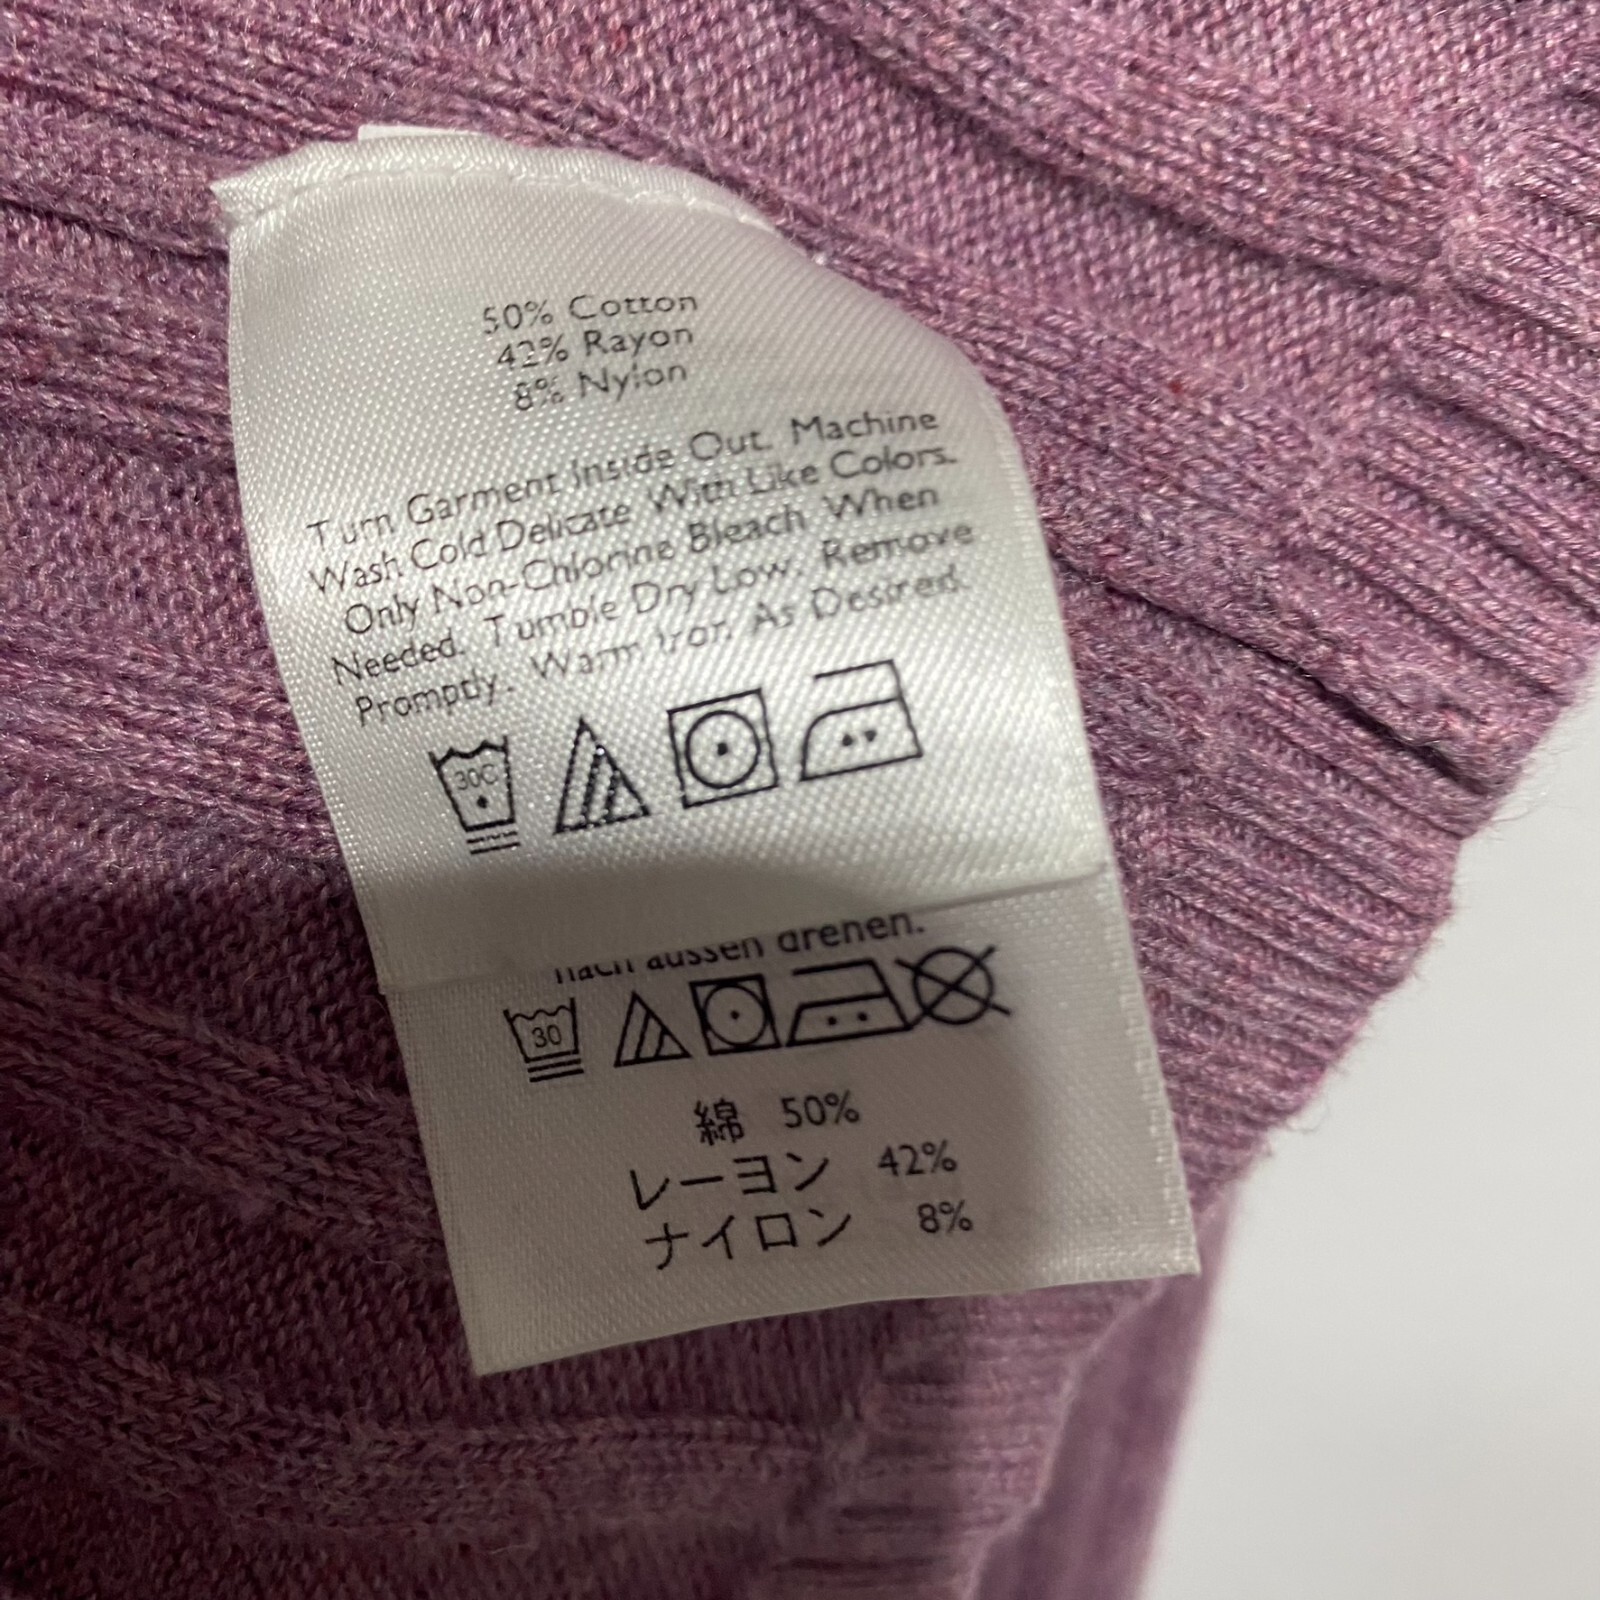 50% Cotton
42% Rayon
8% Nylon
Turn Garment Inside Out. Machine
Wash Cold Delicate With Like Colors.
Only Non-Chlorine Bleach When
Needed. Tumble Dry Low. Remove
Promptly. Warm Iron As Desired.
30C
nach aussen drehen.
30
綿 50%
レーヨン 42%
ナイロン 8%